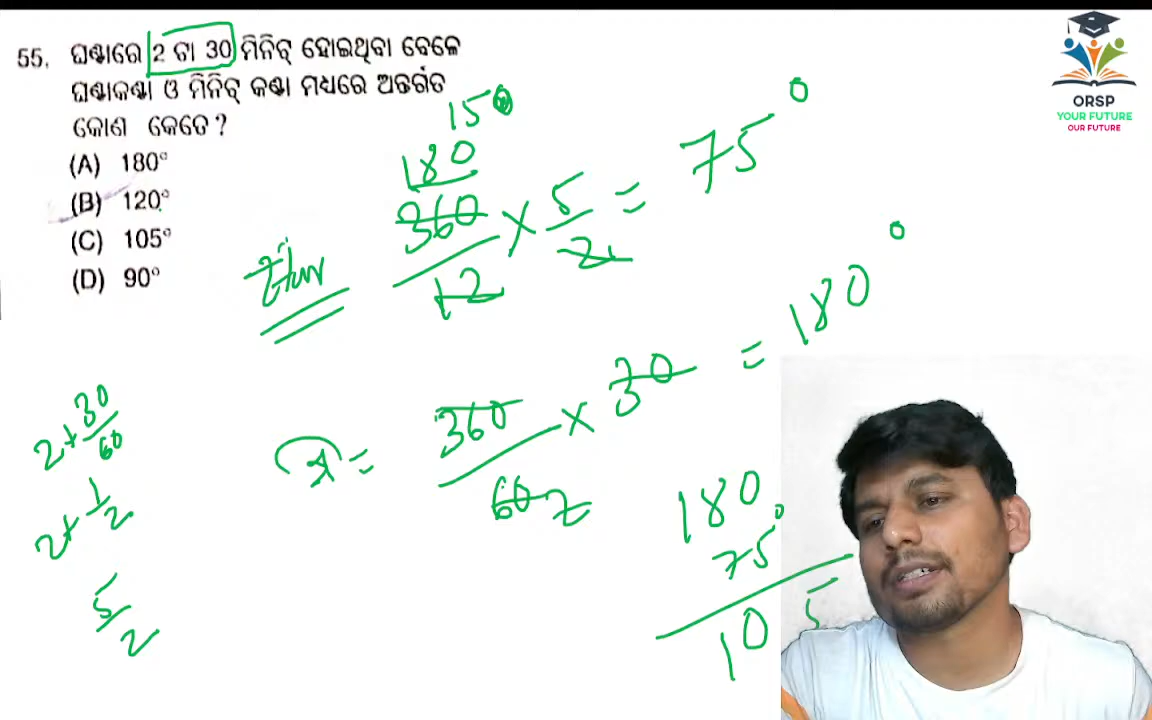 55. ଘଣ୍ଟାରେ 2 ଟା 30 ମିନିଟ୍ ହୋଇଥିବା ବେଳେ
ଘଣ୍ଟାକଣ୍ଟା ଓ ମିନିଟ୍ କଣ୍ଟା ମଧ୍ୟରେ ଅନ୍ତର୍ଗତ
କୋଣ କେତେ ?
(A) 180°
(B) 120°
(C) 105°
(D) 90°
ORSP
YOUR FUTURE
OUR FUTURE
15°
180
360/12 × 5/2 = 75°
360/60 2 × 30 = 180°
2+30/60
2+1/2
5/2
180
75°
105